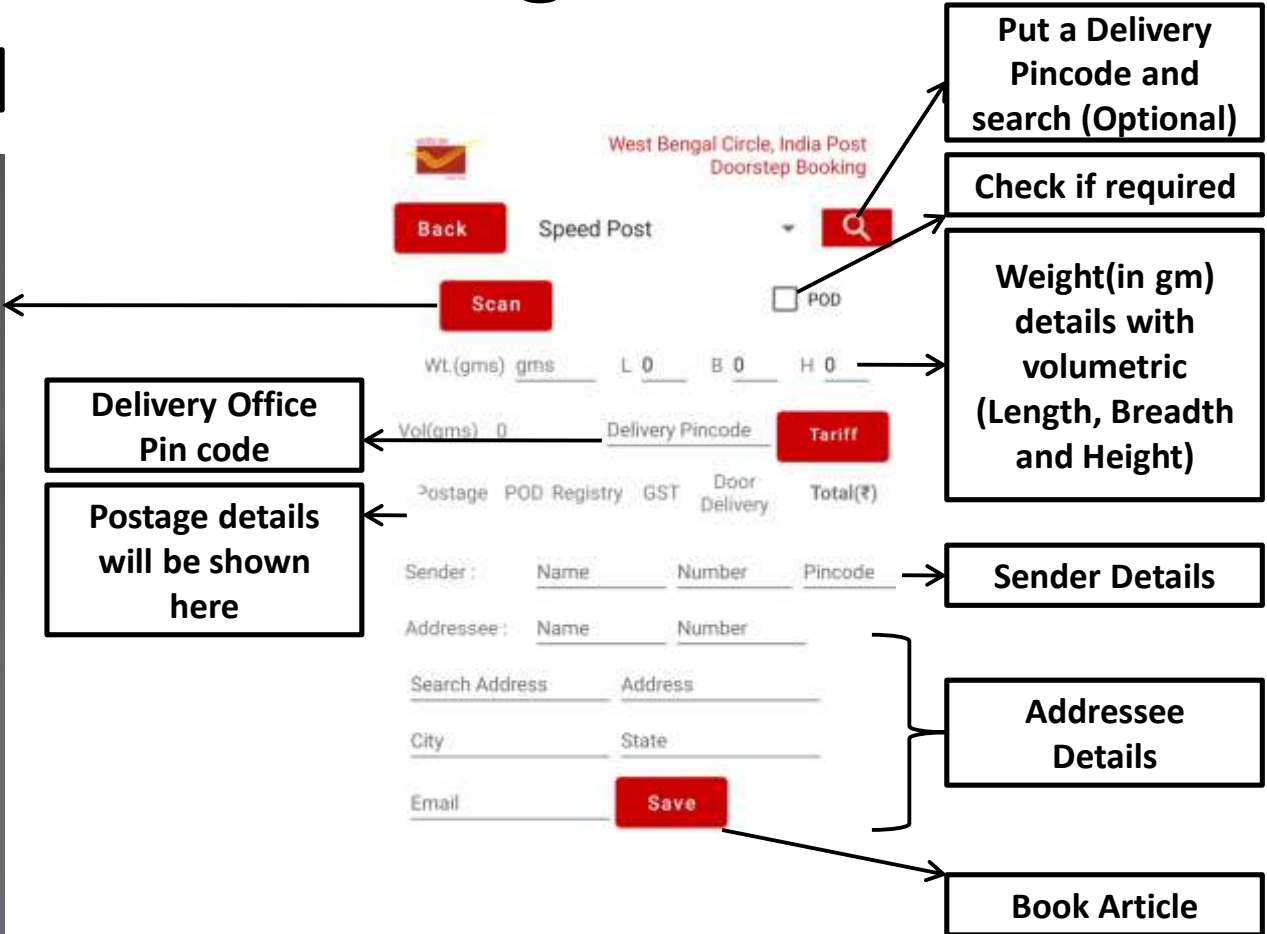 Put a Delivery
Pincode and
search (Optional)
West Bengal Circle, India Post
Doorstep Booking
Check if required
Back Speed Post
Scan POD
Weight(in gm)
details with
volumetric
(Length, Breadth
and Height)
Wt.(gms) gms L 0 B 0 H 0
Delivery Office
Pin code
Vol(gms) 0 Delivery Pincode Tariff
Postage POD Registry GST Door
Delivery Total(₹)
Postage details
will be shown
here
Sender : Name Number Pincode
Sender Details
Addressee : Name Number
Search Address Address
Addressee
Details
City State
Email Save
Book Article